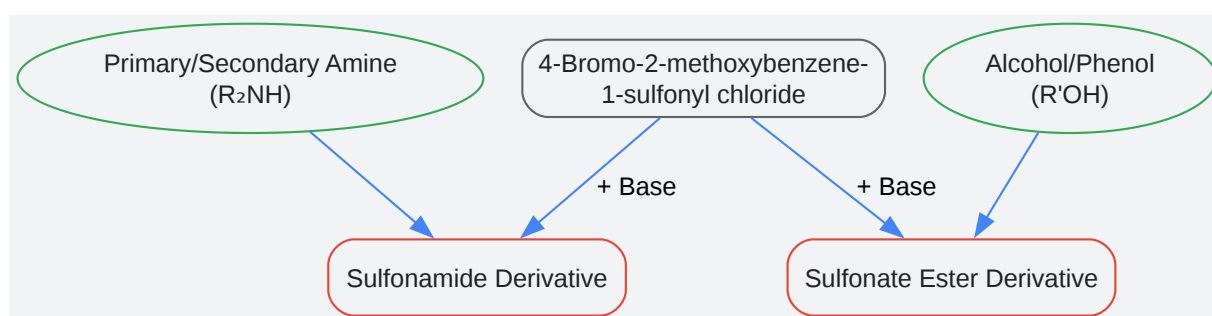 Primary/Secondary Amine
(R₂NH)
4-Bromo-2-methoxybenzene-
1-sulfonyl chloride
Alcohol/Phenol
(R'OH)
+ Base
+ Base
Sulfonamide Derivative
Sulfonate Ester Derivative